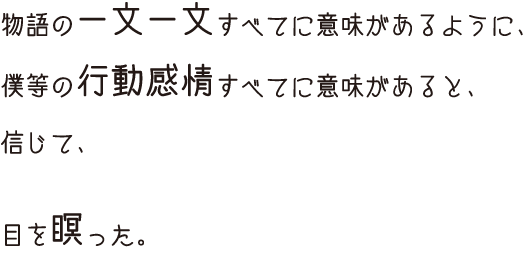 物語の一文一文すべてに意味があるように、
僕等の行動感情すべてに意味があると、
信じて、
目を瞑った。